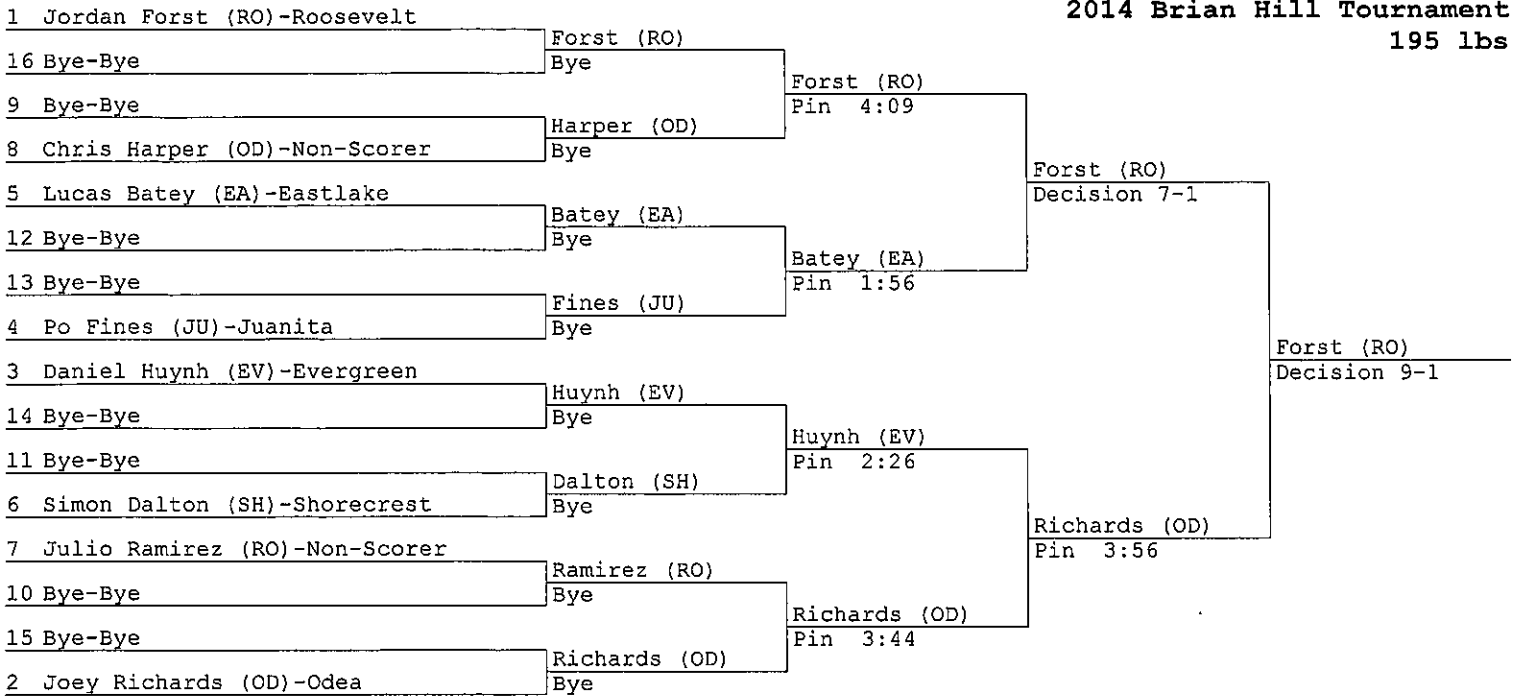 2014 Brian Hill Tournament
195 lbs
1 Jordan Forst (RO)-Roosevelt
16 Bye-Bye
9 Bye-Bye
8 Chris Harper (OD)-Non-Scorer
5 Lucas Batey (EA)-Eastlake
12 Bye-Bye
13 Bye-Bye
4 Po Fines (JU)-Juanita
3 Daniel Huynh (EV)-Evergreen
14 Bye-Bye
11 Bye-Bye
6 Simon Dalton (SH)-Shorecrest
7 Julio Ramirez (RO)-Non-Scorer
10 Bye-Bye
15 Bye-Bye
2 Joey Richards (OD)-Odea
Forst (RO)
Bye
Harper (OD)
Bye
Batey (EA)
Bye
Fines (JU)
Bye
Huynh (EV)
Bye
Dalton (SH)
Bye
Ramirez (RO)
Bye
Richards (OD)
Bye
Forst (RO)
Pin 4:09
Batey (EA)
Pin 1:56
Huynh (EV)
Pin 2:26
Richards (OD)
Pin 3:44
Forst (RO)
Decision 7-1
Richards (OD)
Pin 3:56
Forst (RO)
Decision 9-1